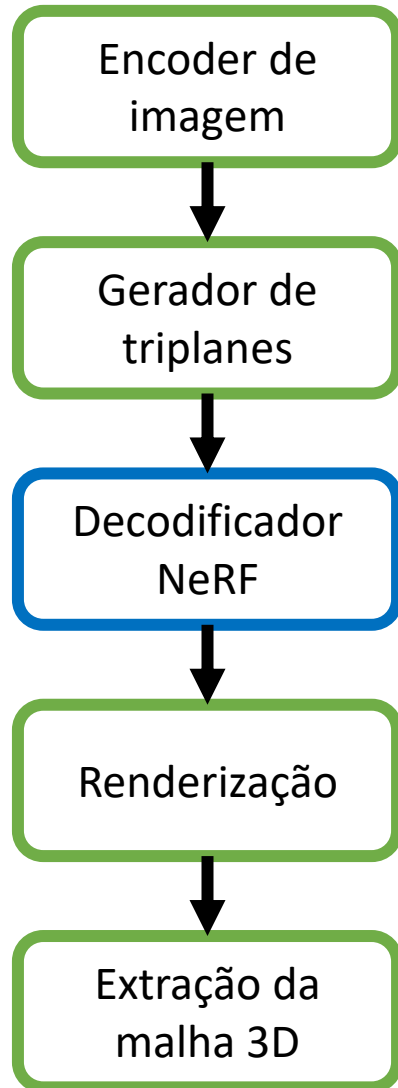 Encoder de
imagem
Gerador de
triplanes
Decodificador
NeRF
Renderização
Extração da
malha 3D